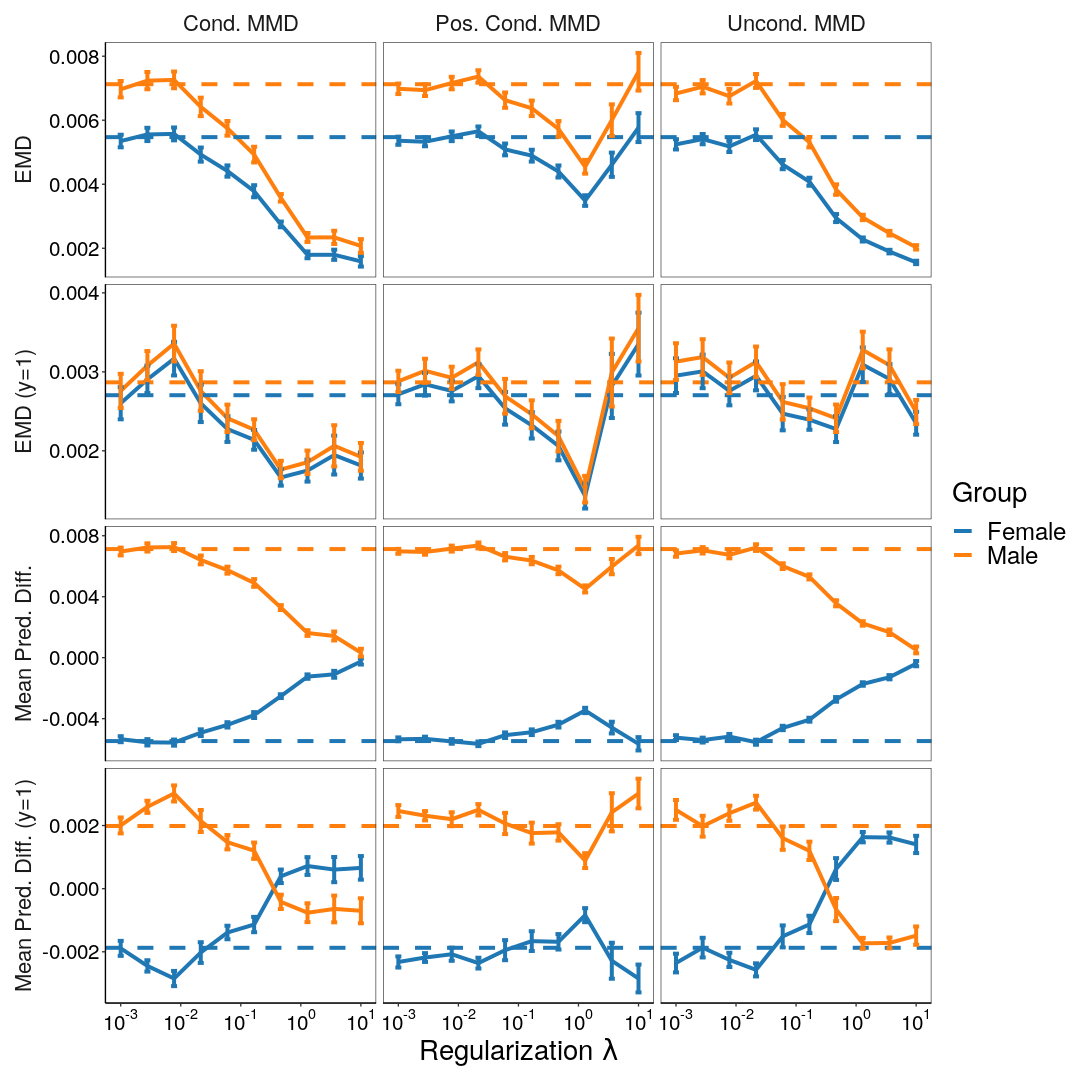 Cond. MMD Pos. Cond. MMD Uncond. MMD
EMD
0.008
0.006
0.004
0.002
EMD (y=1)
0.004
0.003
0.002
Mean Pred. Diff.
0.008
0.004
0.000
-0.004
Mean Pred. Diff. (y=1)
0.002
0.000
-0.002
10⁻³ 10⁻² 10⁻¹ 10⁰ 10¹ 10⁻³ 10⁻² 10⁻¹ 10⁰ 10¹ 10⁻³ 10⁻² 10⁻¹ 10⁰ 10¹
Regularization λ
Group
Female
Male